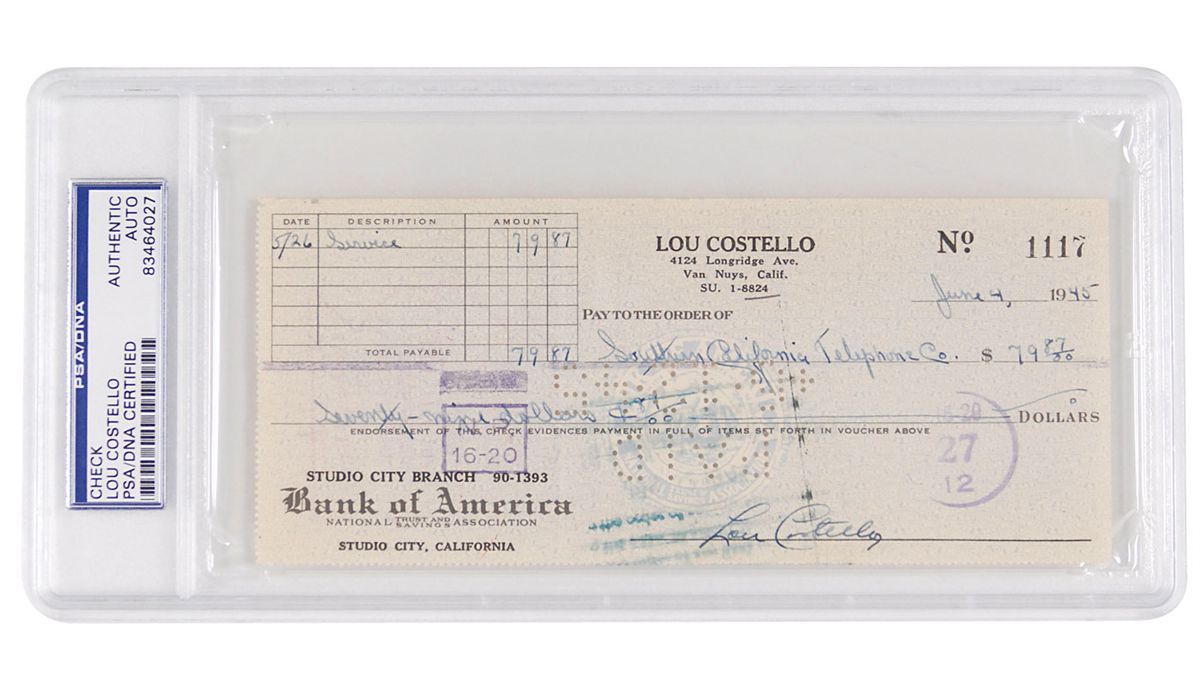 PSA/DNA
CHECK
LOU COSTELLO
PSA/DNA CERTIFIED
AUTHENTIC
AUTO
83464027
DATE DESCRIPTION AMOUNT
5/26 Service 79 87
TOTAL PAYABLE 79 87
LOU COSTELLO
4124 Longridge Ave.
Van Nuys, Calif.
SU. 1-8824
Nº 1117
June 4, 1945
PAY TO THE ORDER OF
Southern California Telephone Co. $ 79 87/00
Seventy-nine dollars & 87/00 DOLLARS
ENDORSEMENT OF THIS CHECK EVIDENCES PAYMENT IN FULL OF ITEMS SET FORTH IN VOUCHER ABOVE
16-20
16-20
27
12
STUDIO CITY BRANCH 90-1393
Bank of America
NATIONAL TRUST AND SAVINGS ASSOCIATION
STUDIO CITY, CALIFORNIA
Lou Costello